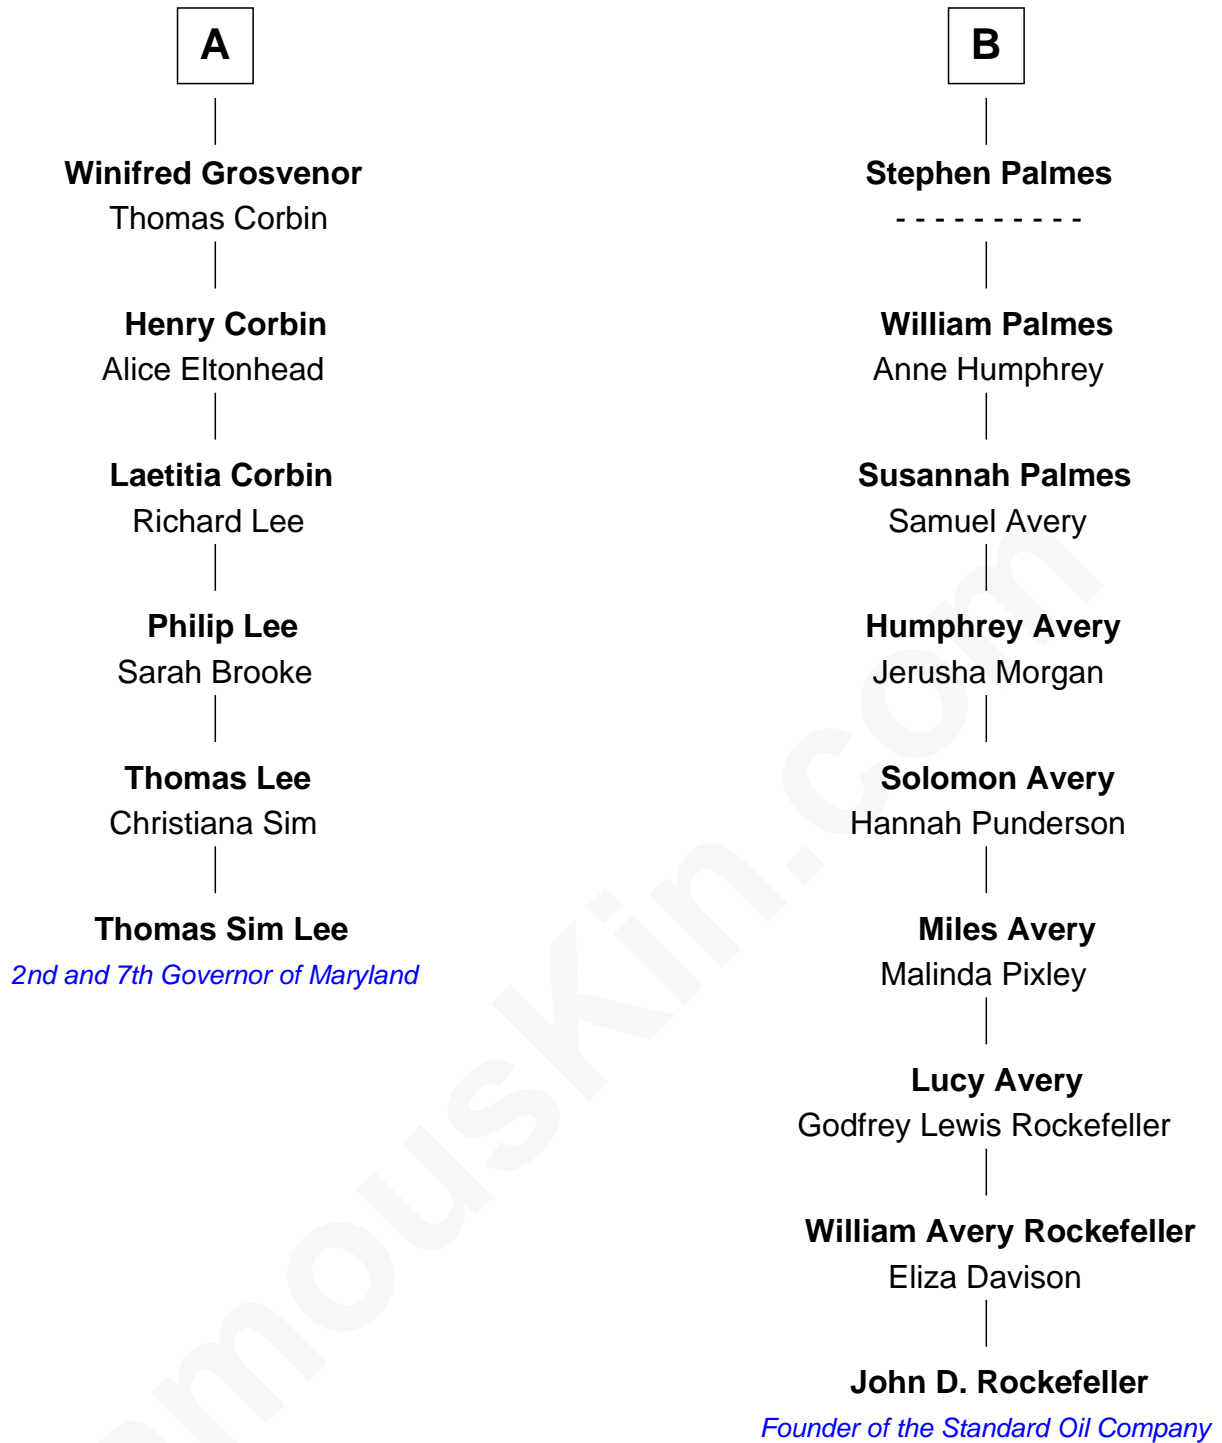 A
Winifred Grosvenor
Thomas Corbin
Henry Corbin
Alice Eltonhead
Laetitia Corbin
Richard Lee
Philip Lee
Sarah Brooke
Thomas Lee
Christiana Sim
Thomas Sim Lee
2nd and 7th Governor of Maryland
B
Stephen Palmes
- - - - - - - - - -
William Palmes
Anne Humphrey
Susannah Palmes
Samuel Avery
Humphrey Avery
Jerusha Morgan
Solomon Avery
Hannah Punderson
Miles Avery
Malinda Pixley
Lucy Avery
Godfrey Lewis Rockefeller
William Avery Rockefeller
Eliza Davison
John D. Rockefeller
Founder of the Standard Oil Company
amouskin.com